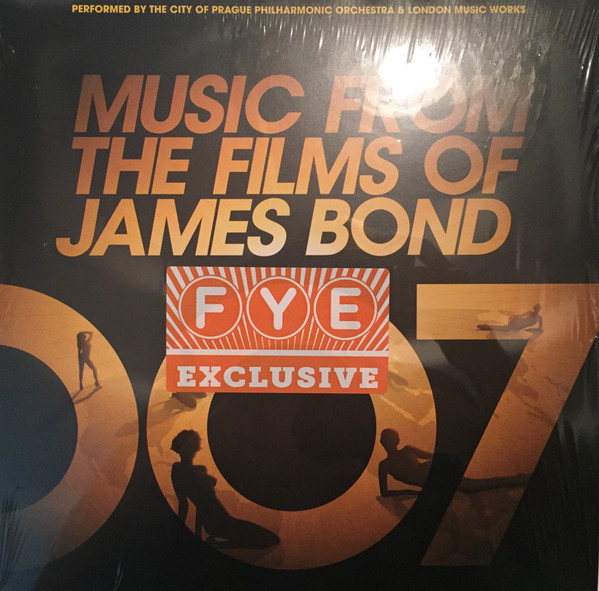 PERFORMED BY THE CITY OF PRAGUE PHILHARMONIC ORCHESTRA & LONDON MUSIC WORKS
MUSIC FROM
THE FILMS OF
JAMES BOND
FYE
EXCLUSIVE
007